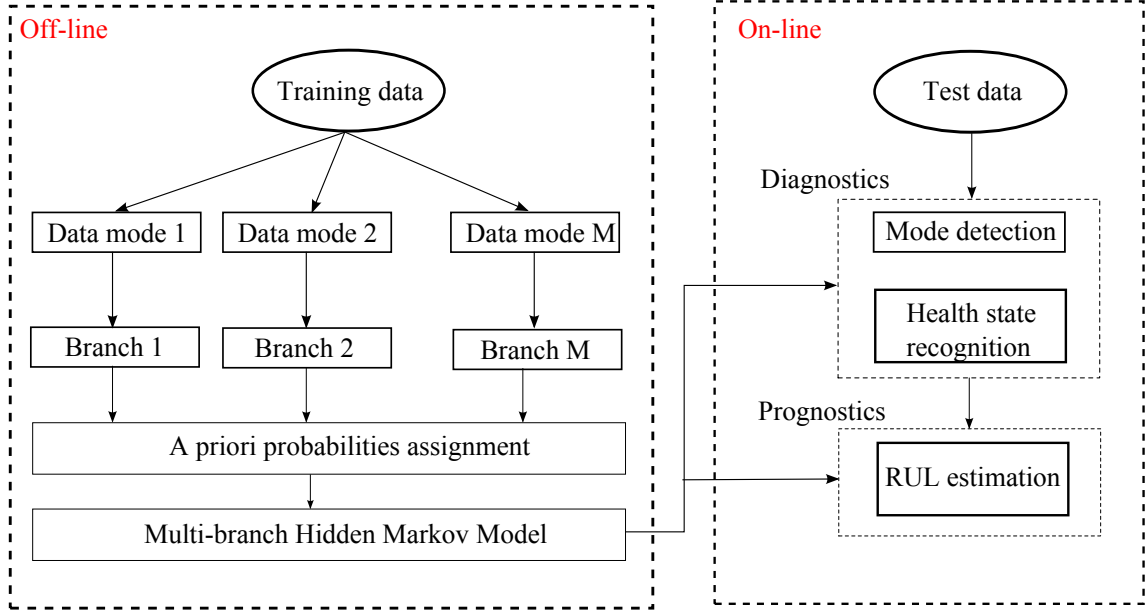 Off-line
Training data
Data mode 1
Data mode 2
Data mode M
Branch 1
Branch 2
Branch M
A priori probabilities assignment
Multi-branch Hidden Markov Model
On-line
Test data
Diagnostics
Mode detection
Health state
recognition
Prognostics
RUL estimation